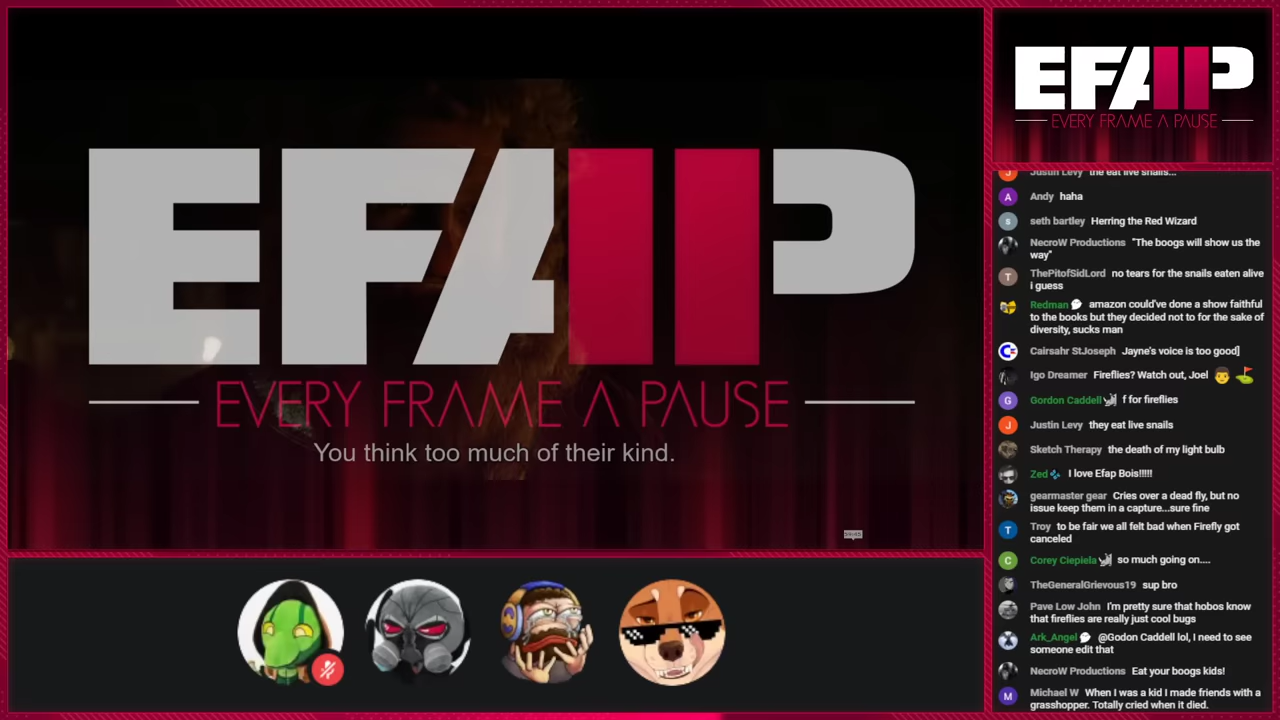 EFAP
EVERY FRAME A PAUSE
You think too much of their kind.
EFAP
EVERY FRAME A PAUSE
Justin Levy the eat live snails...
Andy haha
seth bartley Herring the Red Wizard
NecroW Productions "The boogs will show us the
way"
ThePitofSidLord no tears for the snails eaten alive
i guess
Redman amazon could've done a show faithful
to the books but they decided not to for the sake of
diversity, sucks man
Cairsahr StJoseph Jayne's voice is too good]
Igo Dreamer Fireflies? Watch out, Joel
Gordon Caddell f for fireflies
Justin Levy they eat live snails
Sketch Therapy the death of my light bulb
Zed I love Efap Bois!!!!!
gearmaster gear Cries over a dead fly, but no
issue keep them in a capture...sure fine
Troy to be fair we all felt bad when Firefly got
canceled
Corey Ciepiela so much going on....
TheGeneralGrievous19 sup bro
Pave Low John I'm pretty sure that hobos know
that fireflies are really just cool bugs
Ark_Angel @Godon Caddell lol, I need to see
someone edit that
NecroW Productions Eat your boogs kids!
Michael W When I was a kid I made friends with a
grasshopper. Totally cried when it died.